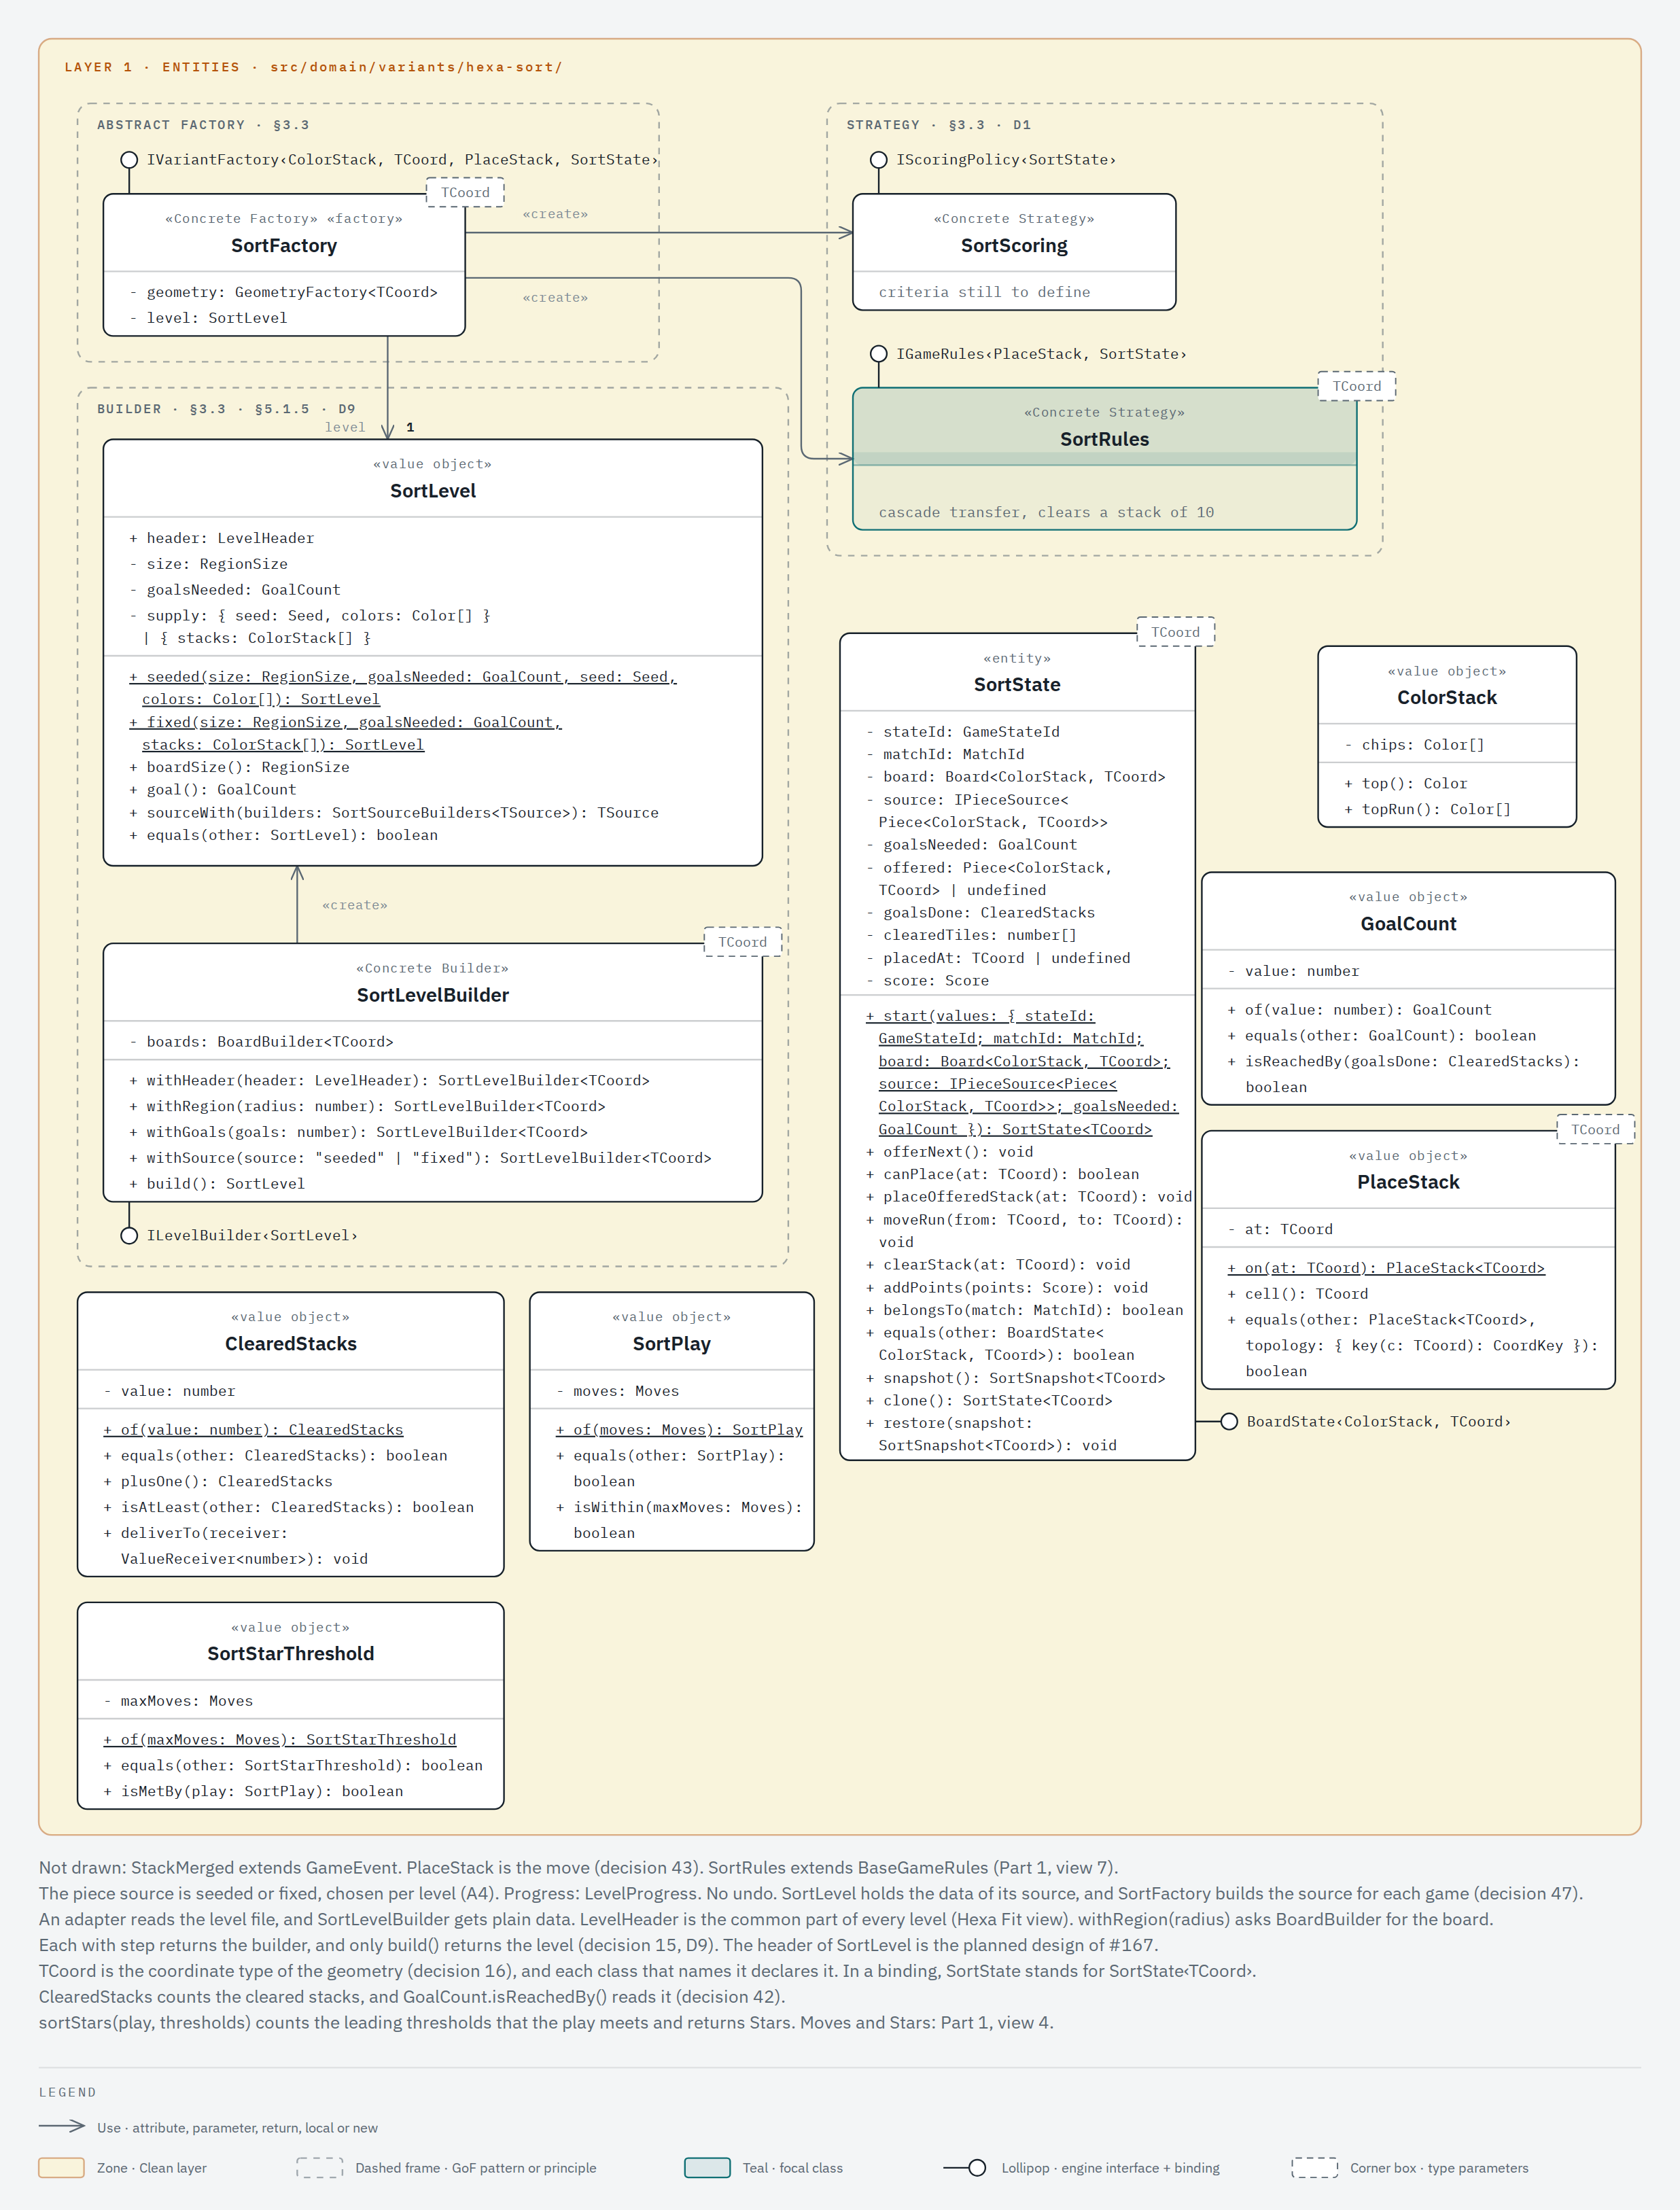 LAYER 1 · ENTITIES · src/domain/variants/hexa-sort/
ABSTRACT FACTORY · §3.3
IVariantFactory‹ColorStack, TCoord, PlaceStack, SortState›
TCoord
«Concrete Factory» «factory»
SortFactory
- geometry: GeometryFactory<TCoord>
- level: SortLevel
«create»
«create»
STRATEGY · §3.3 · D1
IScoringPolicy‹SortState›
«Concrete Strategy»
SortScoring
criteria still to define
IGameRules‹PlaceStack, SortState›
TCoord
«Concrete Strategy»
SortRules
cascade transfer, clears a stack of 10
BUILDER · §3.3 · §5.1.5 · D9
level
1
«value object»
SortLevel
+ header: LevelHeader
- size: RegionSize
- goalsNeeded: GoalCount
- supply: { seed: Seed, colors: Color[] }
| { stacks: ColorStack[] }
+ seeded(size: RegionSize, goalsNeeded: GoalCount, seed: Seed,
colors: Color[]): SortLevel
+ fixed(size: RegionSize, goalsNeeded: GoalCount,
stacks: ColorStack[]): SortLevel
+ boardSize(): RegionSize
+ goal(): GoalCount
+ sourceWith(builders: SortSourceBuilders<TSource>): TSource
+ equals(other: SortLevel): boolean
«create»
TCoord
«Concrete Builder»
SortLevelBuilder
- boards: BoardBuilder<TCoord>
+ withHeader(header: LevelHeader): SortLevelBuilder<TCoord>
+ withRegion(radius: number): SortLevelBuilder<TCoord>
+ withGoals(goals: number): SortLevelBuilder<TCoord>
+ withSource(source: "seeded" | "fixed"): SortLevelBuilder<TCoord>
+ build(): SortLevel
ILevelBuilder‹SortLevel›
TCoord
«entity»
SortState
- stateId: GameStateId
- matchId: MatchId
- board: Board<ColorStack, TCoord>
- source: IPieceSource<
Piece<ColorStack, TCoord>>
- goalsNeeded: GoalCount
- offered: Piece<ColorStack,
TCoord> | undefined
- goalsDone: ClearedStacks
- clearedTiles: number[]
- placedAt: TCoord | undefined
- score: Score
+ start(values: { stateId:
GameStateId; matchId: MatchId;
board: Board<ColorStack, TCoord>;
source: IPieceSource<Piece<
ColorStack, TCoord>>; goalsNeeded:
GoalCount }): SortState<TCoord>
+ offerNext(): void
+ canPlace(at: TCoord): boolean
+ placeOfferedStack(at: TCoord): void
+ moveRun(from: TCoord, to: TCoord):
void
+ clearStack(at: TCoord): void
+ addPoints(points: Score): void
+ belongsTo(match: MatchId): boolean
+ equals(other: BoardState<
ColorStack, TCoord>): boolean
+ snapshot(): SortSnapshot<TCoord>
+ clone(): SortState<TCoord>
+ restore(snapshot:
SortSnapshot<TCoord>): void
BoardState‹ColorStack, TCoord›
«value object»
ColorStack
- chips: Color[]
+ top(): Color
+ topRun(): Color[]
«value object»
GoalCount
- value: number
+ of(value: number): GoalCount
+ equals(other: GoalCount): boolean
+ isReachedBy(goalsDone: ClearedStacks):
boolean
TCoord
«value object»
PlaceStack
- at: TCoord
+ on(at: TCoord): PlaceStack<TCoord>
+ cell(): TCoord
+ equals(other: PlaceStack<TCoord>,
topology: { key(c: TCoord): CoordKey }):
boolean
«value object»
ClearedStacks
- value: number
+ of(value: number): ClearedStacks
+ equals(other: ClearedStacks): boolean
+ plusOne(): ClearedStacks
+ isAtLeast(other: ClearedStacks): boolean
+ deliverTo(receiver:
ValueReceiver<number>): void
«value object»
SortPlay
- moves: Moves
+ of(moves: Moves): SortPlay
+ equals(other: SortPlay):
boolean
+ isWithin(maxMoves: Moves):
boolean
«value object»
SortStarThreshold
- maxMoves: Moves
+ of(maxMoves: Moves): SortStarThreshold
+ equals(other: SortStarThreshold): boolean
+ isMetBy(play: SortPlay): boolean
Not drawn: StackMerged extends GameEvent. PlaceStack is the move (decision 43). SortRules extends BaseGameRules (Part 1, view 7).
The piece source is seeded or fixed, chosen per level (A4). Progress: LevelProgress. No undo. SortLevel holds the data of its source, and SortFactory builds the source for each game (decision 47).
An adapter reads the level file, and SortLevelBuilder gets plain data. LevelHeader is the common part of every level (Hexa Fit view). withRegion(radius) asks BoardBuilder for the board.
Each with step returns the builder, and only build() returns the level (decision 15, D9). The header of SortLevel is the planned design of #167.
TCoord is the coordinate type of the geometry (decision 16), and each class that names it declares it. In a binding, SortState stands for SortState‹TCoord›.
ClearedStacks counts the cleared stacks, and GoalCount.isReachedBy() reads it (decision 42).
sortStars(play, thresholds) counts the leading thresholds that the play meets and returns Stars. Moves and Stars: Part 1, view 4.
LEGEND
Use · attribute, parameter, return, local or new
Zone · Clean layer
Dashed frame · GoF pattern or principle
Teal · focal class
Lollipop · engine interface + binding
Corner box · type parameters